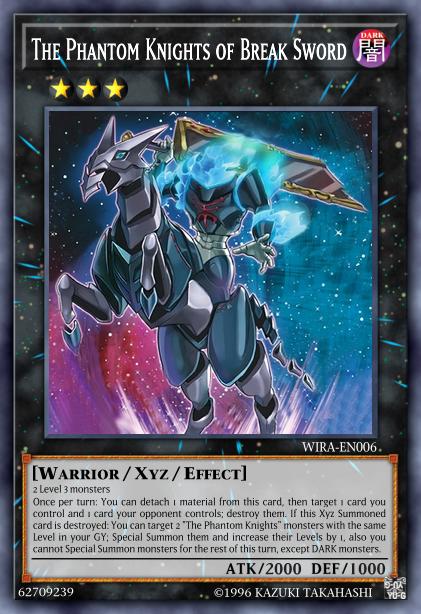 THE PHANTOM KNIGHTS OF BREAK SWORD
DARK
闇
WIRA-EN006
[WARRIOR / XYZ / EFFECT]
2 Level 3 monsters
Once per turn: You can detach 1 material from this card, then target 1 card you
control and 1 card your opponent controls; destroy them. If this Xyz Summoned
card is destroyed: You can target 2 "The Phantom Knights" monsters with the same
Level in your GY; Special Summon them and increase their Levels by 1, also you
cannot Special Summon monsters for the rest of this turn, except DARK monsters.
ATK/2000 DEF/1000
62709239
©1996 KAZUKI TAKAHASHI